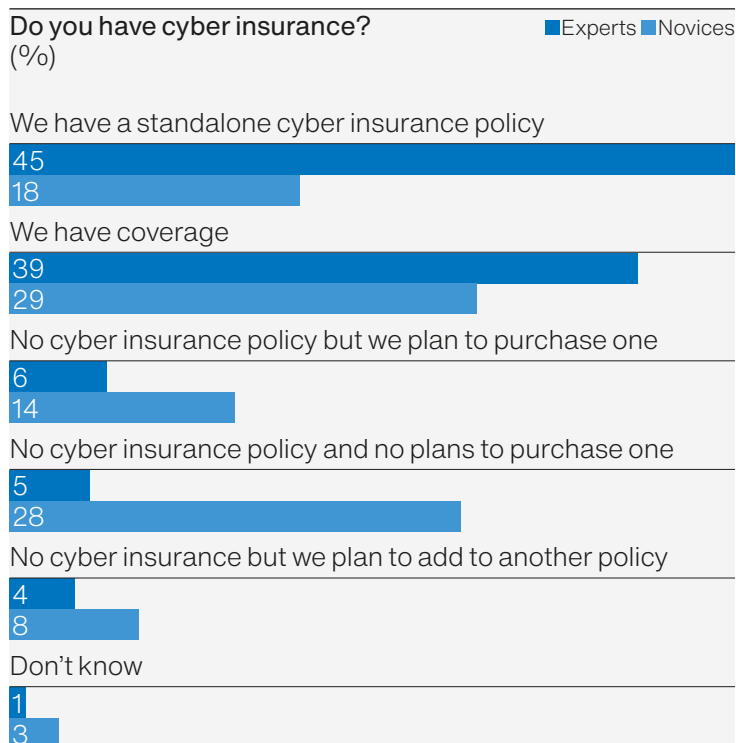 Do you have cyber insurance?
(%)
Experts Novices
We have a standalone cyber insurance policy
45
18
We have coverage
39
29
No cyber insurance policy but we plan to purchase one
6
14
No cyber insurance policy and no plans to purchase one
5
28
No cyber insurance but we plan to add to another policy
4
8
Don’t know
1
3